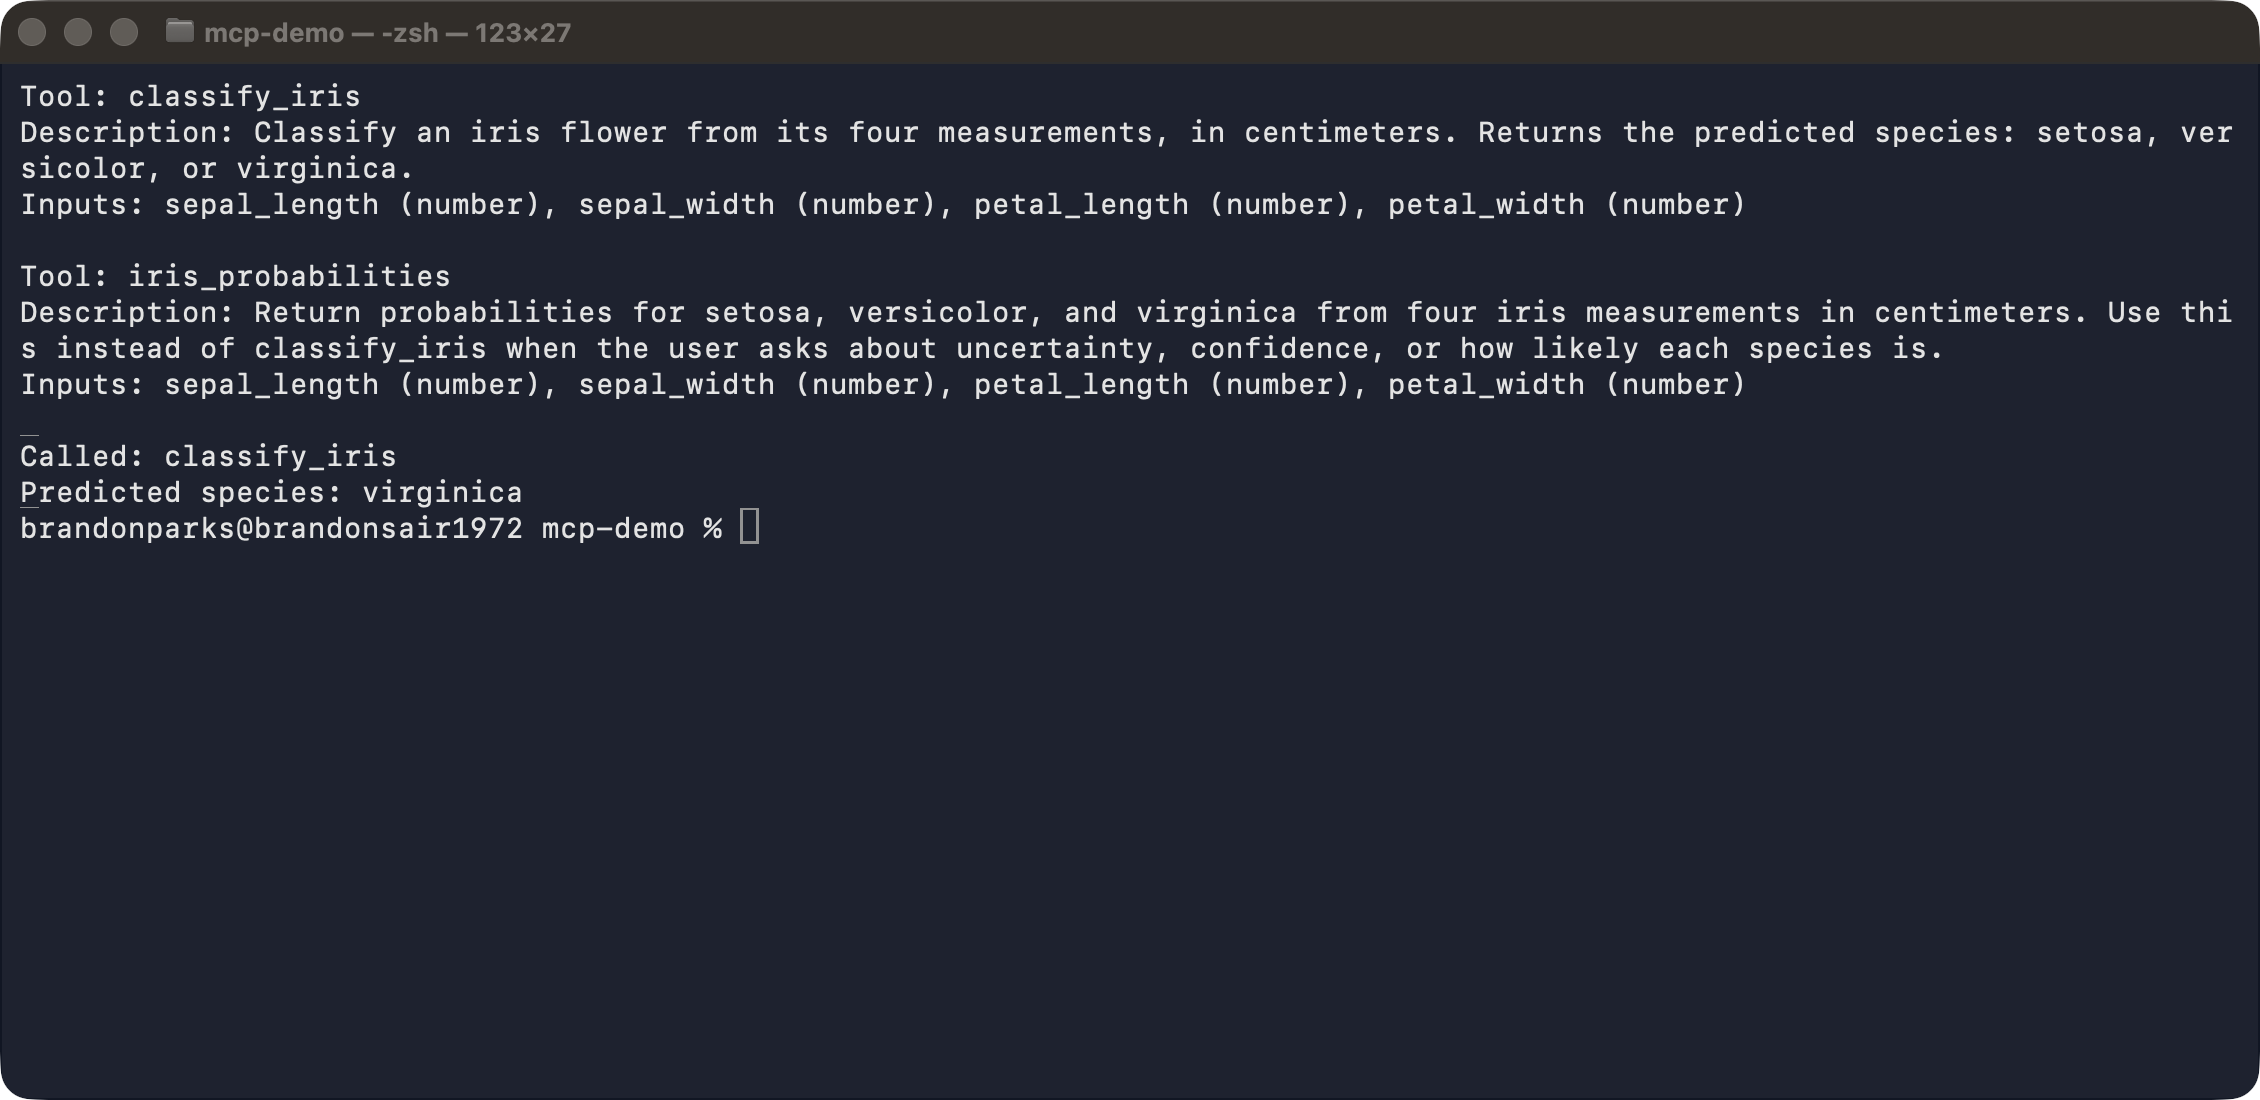 mcp-demo — -zsh — 123×27
Tool: classify_iris
Description: Classify an iris flower from its four measurements, in centimeters. Returns the predicted species: setosa, ver
sicolor, or virginica.
Inputs: sepal_length (number), sepal_width (number), petal_length (number), petal_width (number)
Tool: iris_probabilities
Description: Return probabilities for setosa, versicolor, and virginica from four iris measurements in centimeters. Use thi
s instead of classify_iris when the user asks about uncertainty, confidence, or how likely each species is.
Inputs: sepal_length (number), sepal_width (number), petal_length (number), petal_width (number)
Called: classify_iris
Predicted species: virginica
brandonparks@brandonsair1972 mcp-demo %